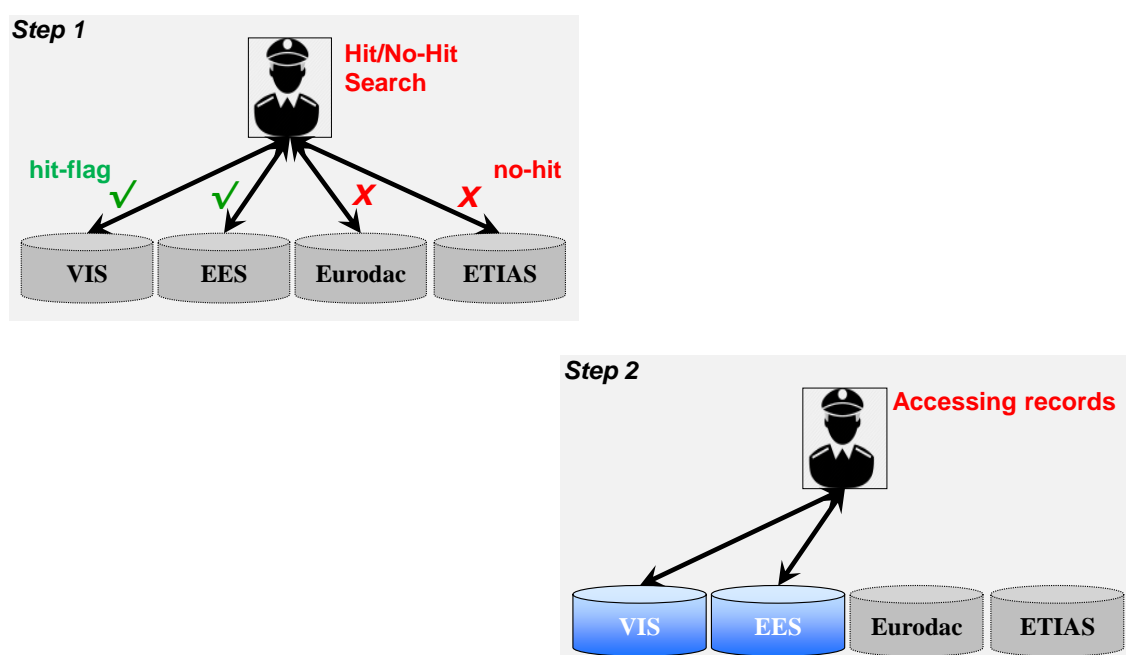 Step 1
Hit/No-Hit
Search
hit-flag
no-hit
√
√
X
X
VIS
EES
Eurodac
ETIAS
Step 2
Accessing records
VIS
EES
Eurodac
ETIAS